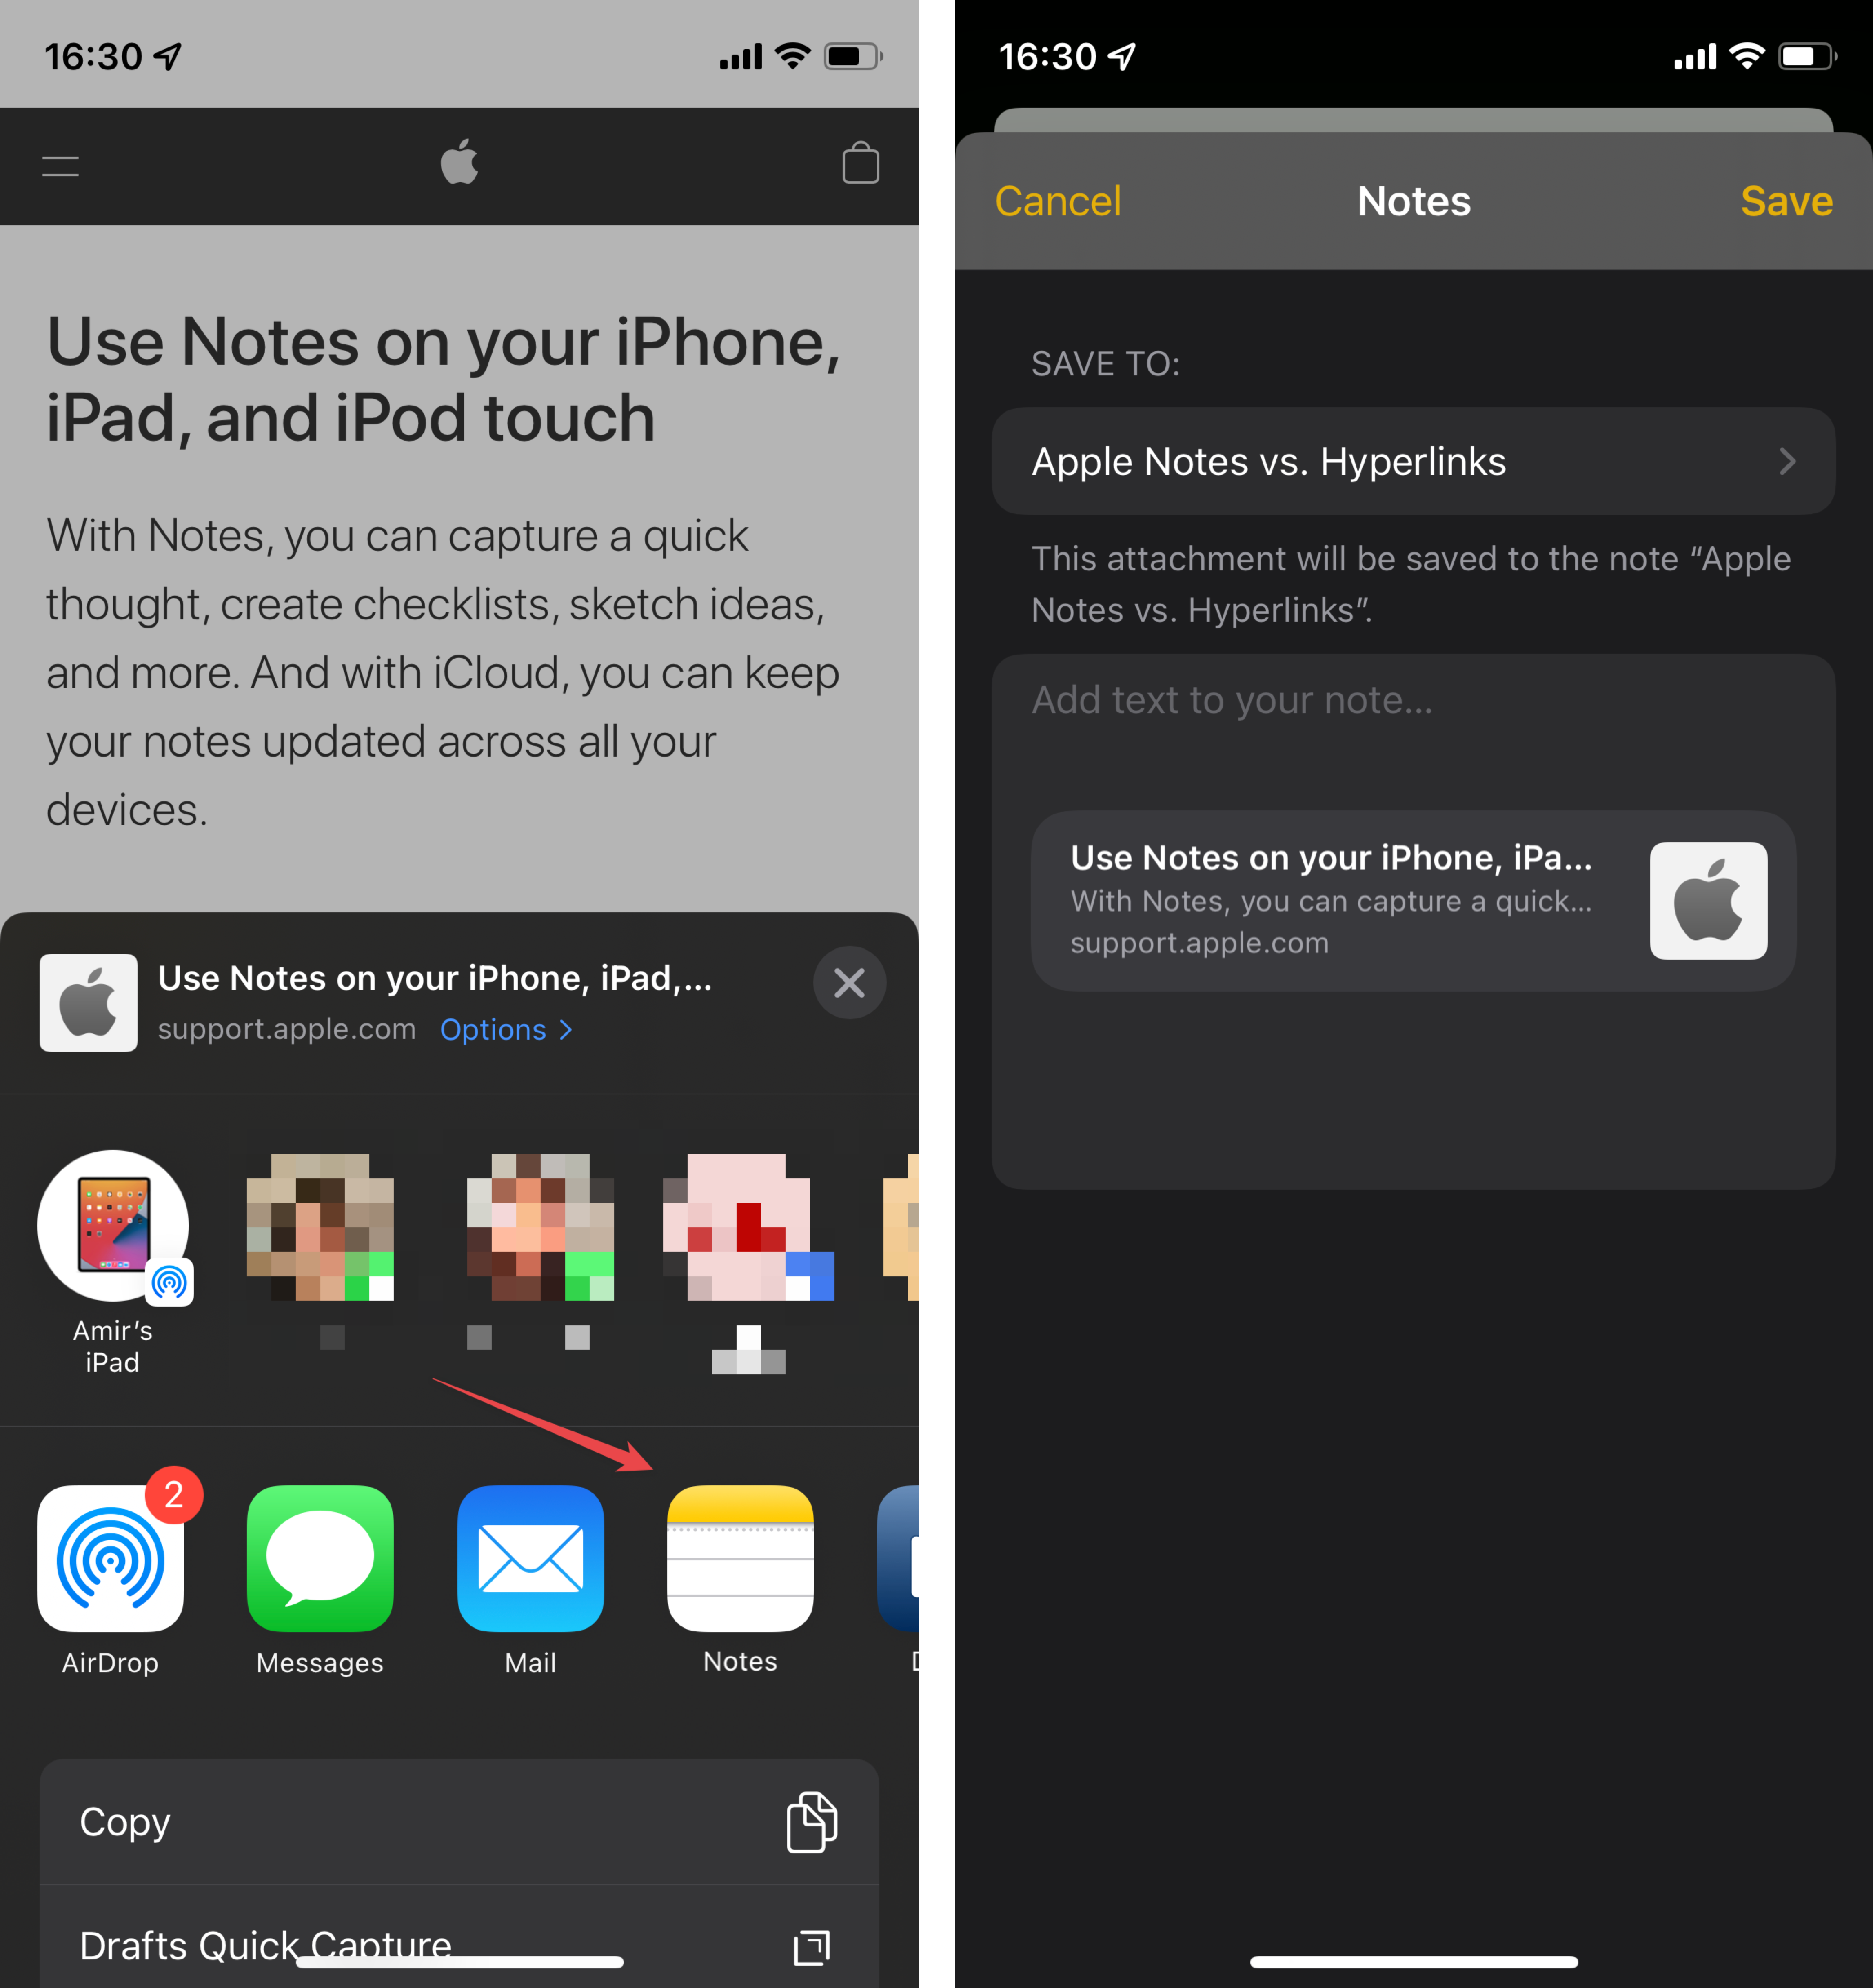 16:30
Use Notes on your iPhone,
iPad, and iPod touch
With Notes, you can capture a quick
thought, create checklists, sketch ideas,
and more. And with iCloud, you can keep
your notes updated across all your
devices.
Use Notes on your iPhone, iPad,...
support.apple.com Options >
Amir’s
iPad
2
AirDrop Messages Mail Notes
Copy
Drafts Quick Capture
16:30
Cancel Notes Save
SAVE TO:
Apple Notes vs. Hyperlinks
This attachment will be saved to the note “Apple
Notes vs. Hyperlinks”.
Add text to your note...
Use Notes on your iPhone, iPa...
With Notes, you can capture a quick...
support.apple.com